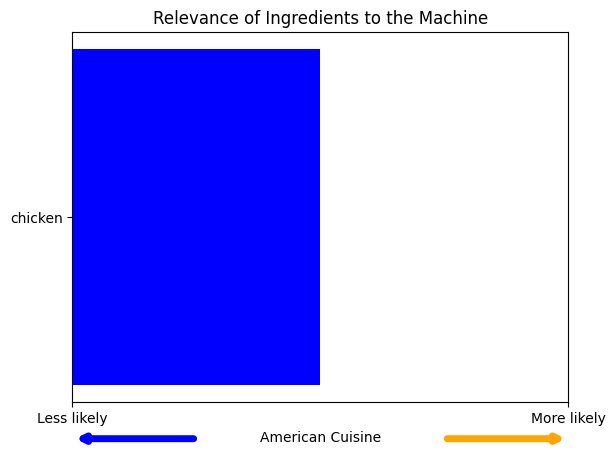 Relevance of Ingredients to the Machine
chicken
Less likely
More likely
American Cuisine